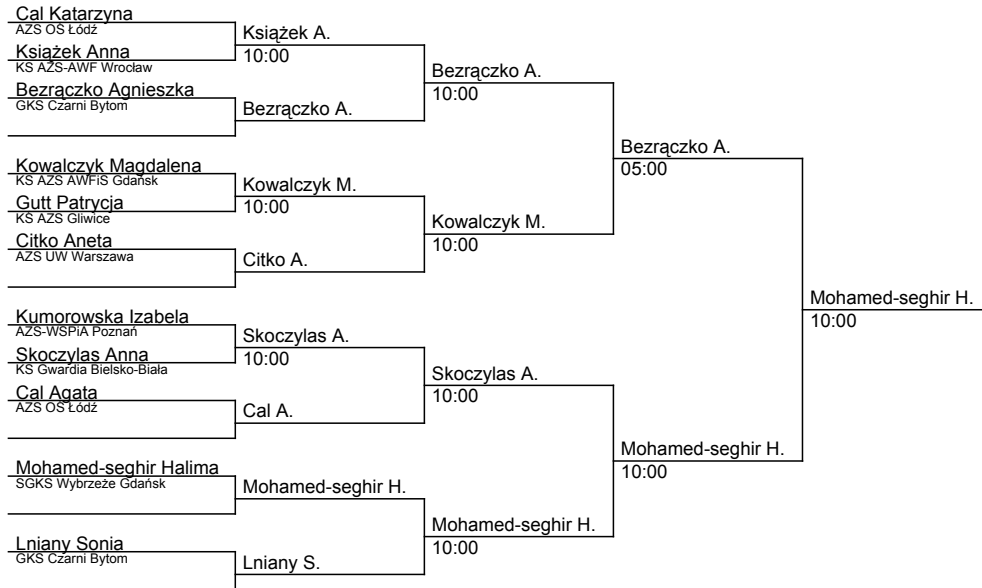 Cal Katarzyna
AZS OŚ Łódź
Książek A.
10:00
Książek Anna
KS AZS-AWF Wrocław
Bezrączko A.
10:00
Bezrączko Agnieszka
GKS Czarni Bytom
Bezrączko A.
Bezrączko A.
05:00
Kowalczyk Magdalena
KS AZS AWFiS Gdańsk
Kowalczyk M.
10:00
Gutt Patrycja
KS AZS Gliwice
Kowalczyk M.
10:00
Citko Aneta
AZS UW Warszawa
Citko A.
Mohamed-seghir H.
10:00
Kumorowska Izabela
AZS-WSPiA Poznań
Skoczylas A.
10:00
Skoczylas Anna
KS Gwardia Bielsko-Biała
Skoczylas A.
10:00
Cal Agata
AZS OŚ Łódź
Cal A.
Mohamed-seghir H.
10:00
Mohamed-seghir Halima
SGKS Wybrzeże Gdańsk
Mohamed-seghir H.
Mohamed-seghir H.
10:00
Lniany Sonia
GKS Czarni Bytom
Lniany S.